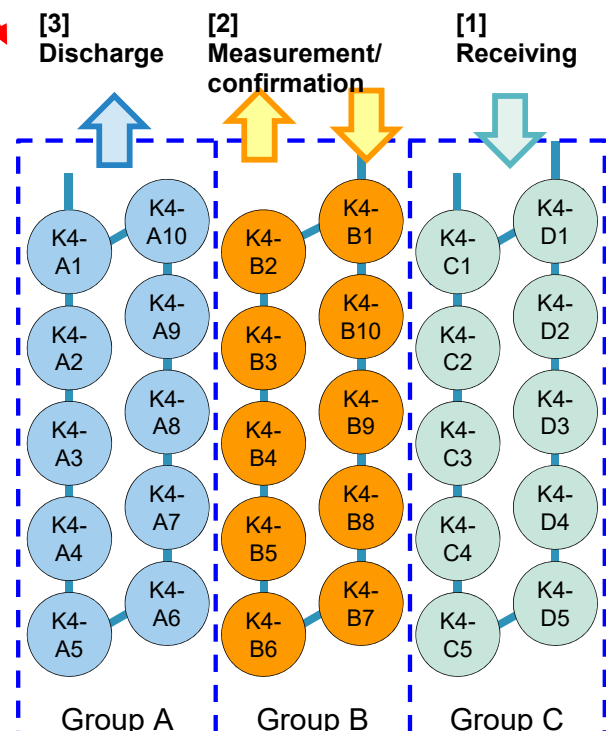 [3]
Discharge
[2]
Measurement/
confirmation
[1]
Receiving
K4-
A1
K4-
A2
K4-
A3
K4-
A4
K4-
A5
K4-
A10
K4-
A9
K4-
A8
K4-
A7
K4-
A6
K4-
B2
K4-
B3
K4-
B4
K4-
B5
K4-
B6
K4-
B1
K4-
B10
K4-
B9
K4-
B8
K4-
B7
K4-
C1
K4-
C2
K4-
C3
K4-
C4
K4-
C5
K4-
D1
K4-
D2
K4-
D3
K4-
D4
K4-
D5
Group A
Group B
Group C